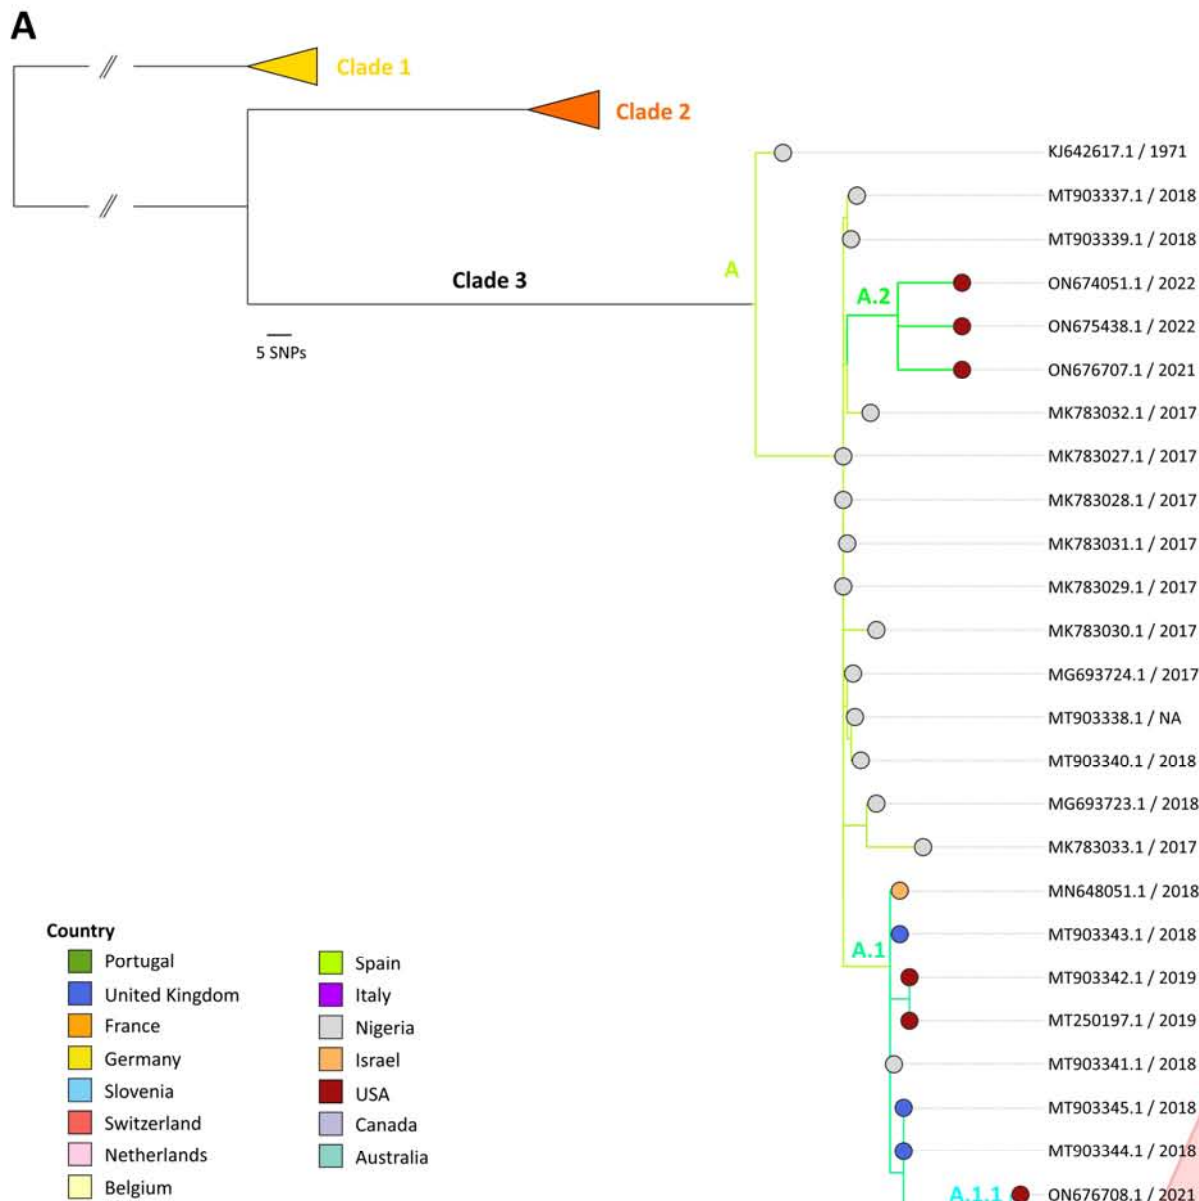 A
Clade 1
Clade 2
KJ642617.1 / 1971
MT903337.1 / 2018
MT903339.1 / 2018
A
Clade 3
ON674051.1 / 2022
A.2
ON675438.1 / 2022
5 SNPs
ON676707.1 / 2021
MK783032.1 / 2017
MK783027.1 / 2017
MK783028.1 / 2017
MK783031.1 / 2017
MK783029.1 / 2017
MK783030.1 / 2017
MG693724.1 / 2017
MT903338.1 / NA
MT903340.1 / 2018
MG693723.1 / 2018
MK783033.1 / 2017
MN648051.1 / 2018
MT903343.1 / 2018
A.1
MT903342.1 / 2019
MT250197.1 / 2019
MT903341.1 / 2018
MT903345.1 / 2018
MT903344.1 / 2018
A.1.1
ON676708.1 / 2021
Country
Portugal
United Kingdom
France
Germany
Slovenia
Switzerland
Netherlands
Belgium
Spain
Italy
Nigeria
Israel
USA
Canada
Australia